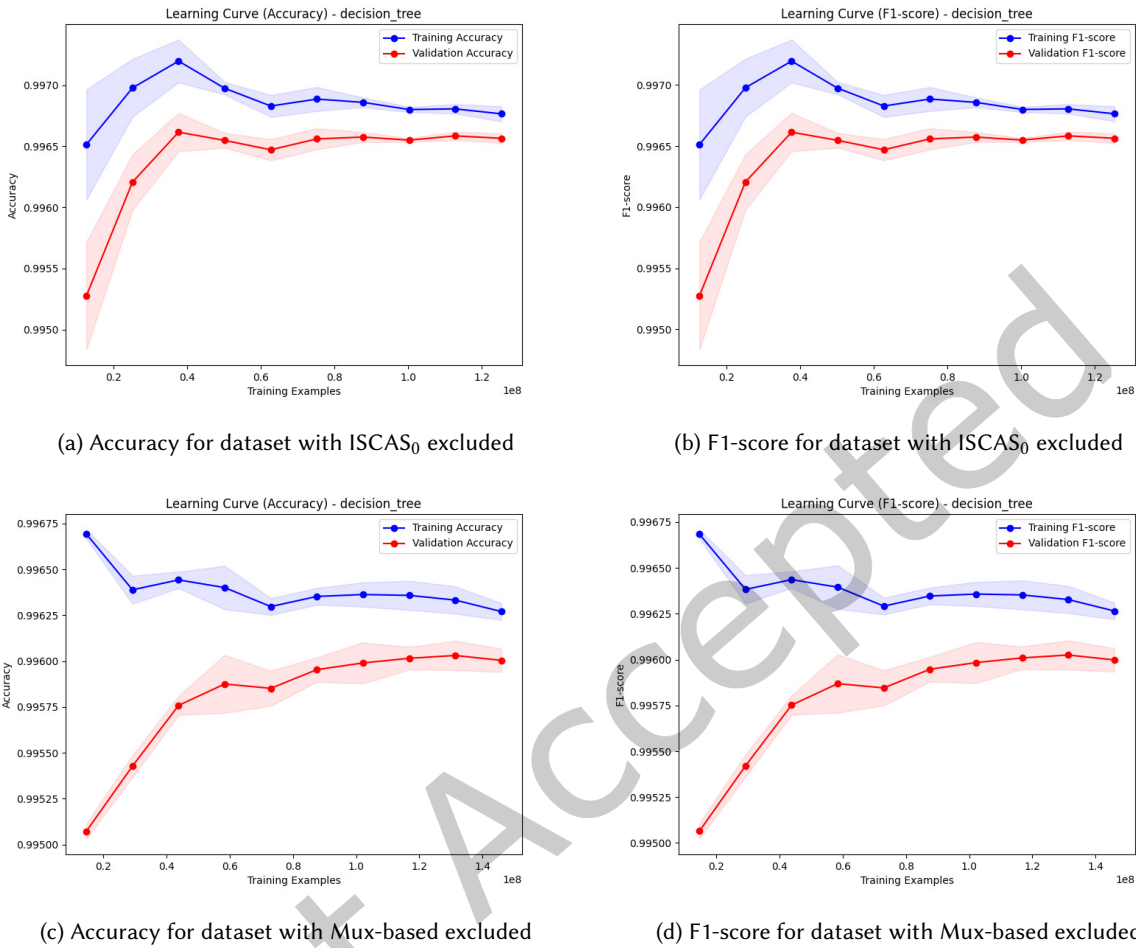 Learning Curve (Accuracy) - decision_tree
Training Accuracy
Validation Accuracy
0.9970
0.9965
0.9960
0.9955
0.9950
Accuracy
0.2 0.4 0.6 0.8 1.0 1.2
1e8
Training Examples
(a) Accuracy for dataset with ISCAS₀ excluded
Learning Curve (F1-score) - decision_tree
Training F1-score
Validation F1-score
0.9970
0.9965
0.9960
0.9955
0.9950
F1-score
0.2 0.4 0.6 0.8 1.0 1.2
1e8
Training Examples
(b) F1-score for dataset with ISCAS₀ excluded
Learning Curve (Accuracy) - decision_tree
Training Accuracy
Validation Accuracy
0.99675
0.99650
0.99625
0.99600
0.99575
0.99550
0.99525
0.99500
Accuracy
0.2 0.4 0.6 0.8 1.0 1.2 1.4
1e8
Training Examples
(c) Accuracy for dataset with Mux-based excluded
Learning Curve (F1-score) - decision_tree
Training F1-score
Validation F1-score
0.99675
0.99650
0.99625
0.99600
0.99575
0.99550
0.99525
0.99500
F1-score
0.2 0.4 0.6 0.8 1.0 1.2 1.4
1e8
Training Examples
(d) F1-score for dataset with Mux-based excluded
t Accepted